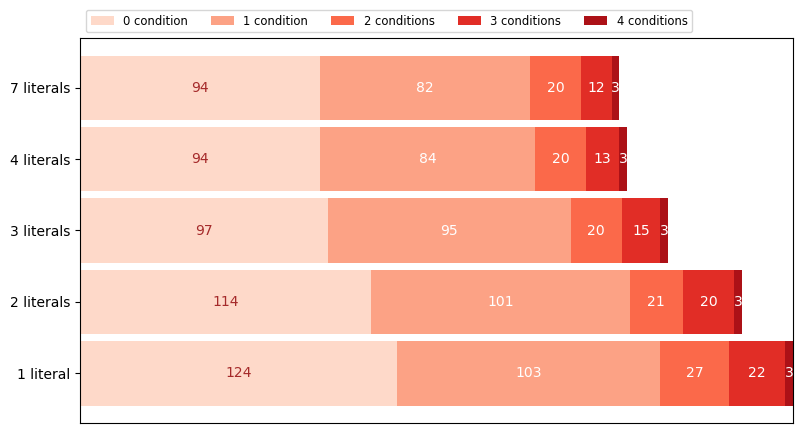 0 condition 1 condition 2 conditions 3 conditions 4 conditions
7 literals 94 82 20 12 3
4 literals 94 84 20 13 3
3 literals 97 95 20 15 3
2 literals 114 101 21 20 3
1 literal 124 103 27 22 3